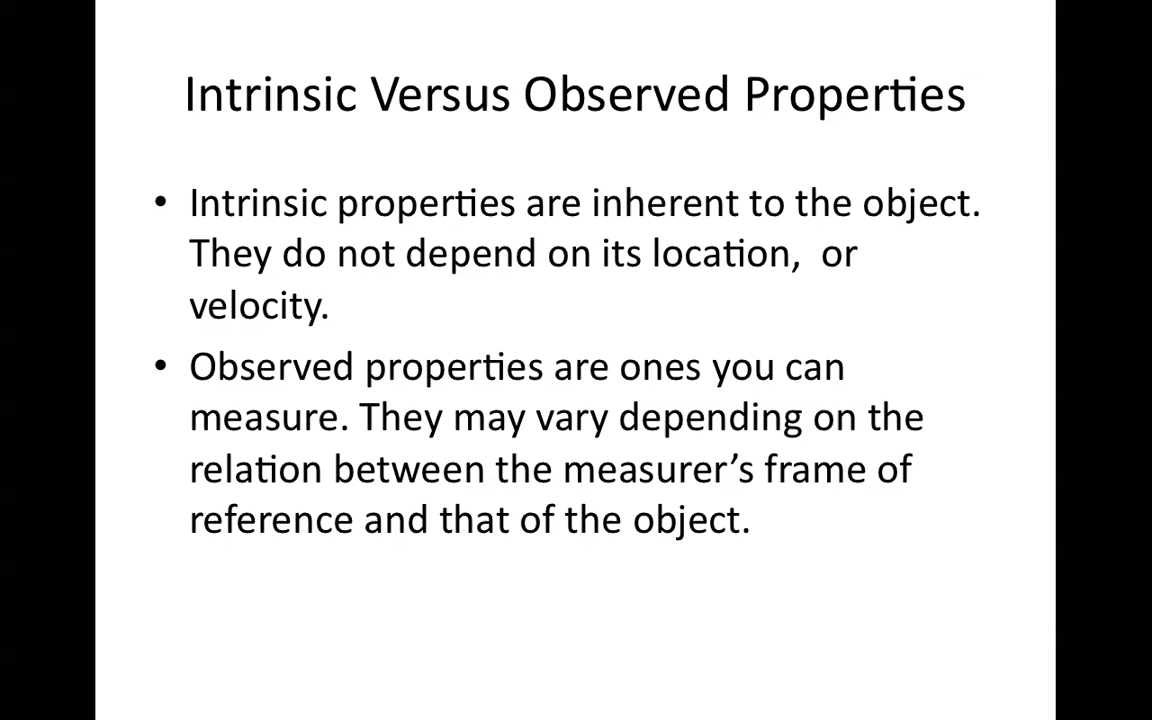 Intrinsic Versus Observed Properties
• Intrinsic properties are inherent to the object.
They do not depend on its location,  or
velocity.
• Observed properties are ones you can
measure. They may vary depending on the
relation between the measurer’s frame of
reference and that of the object.